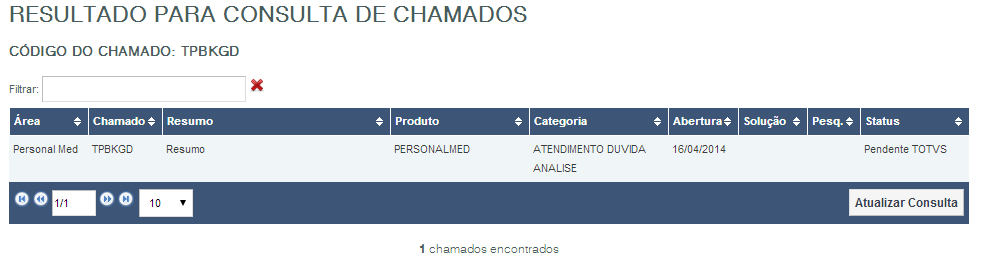 RESULTADO PARA CONSULTA DE CHAMADOS
CÓDIGO DO CHAMADO: TPBKGD
Filtrar:
Área Chamado Resumo Produto Categoria Abertura Solução Pesq. Status
Personal Med TPBKGD Resumo PERSONALMED ATENDIMENTO DUVIDA 16/04/2014 Pendente TOTVS
ANALISE
1/1 10 Atualizar Consulta
1 chamados encontrados